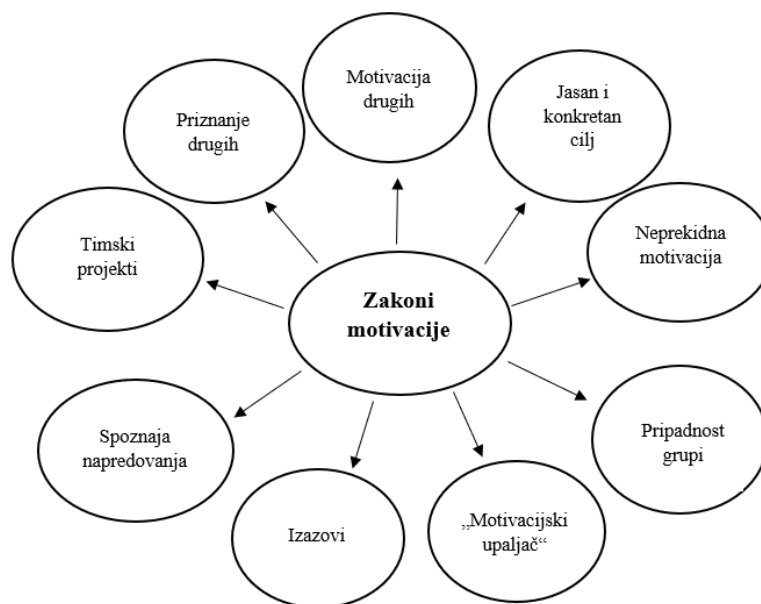 Motivacija
drugih
Jasan i
konkretan
cilj
Priznanje
drugih
Neprekidna
motivacija
Timski
projekti
Zakoni
motivacije
Pripadnost
grupi
Spoznaja
napredovanja
Izazovi
„Motivacijski
upaljač“